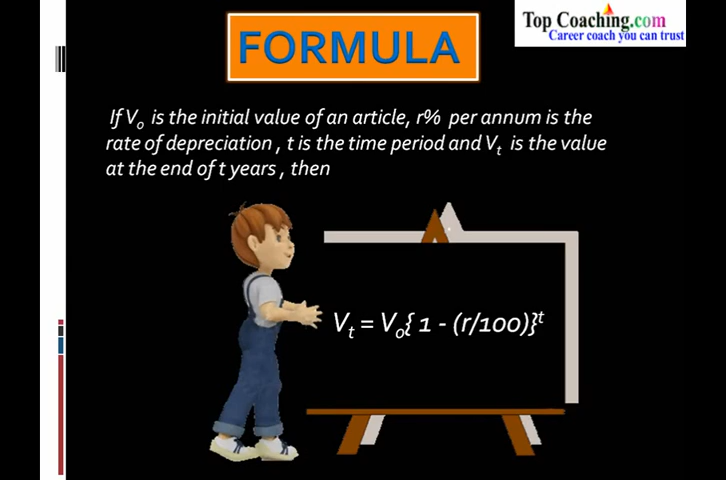 Top Coaching.com
Career coach you can trust
FORMULA
If V₀ is the initial value of an article, r% per annum is the
rate of depreciation , t is the time period and Vₜ is the value
at the end of t years , then
Vₜ = V₀{ 1 - (r/100)}ᵗ